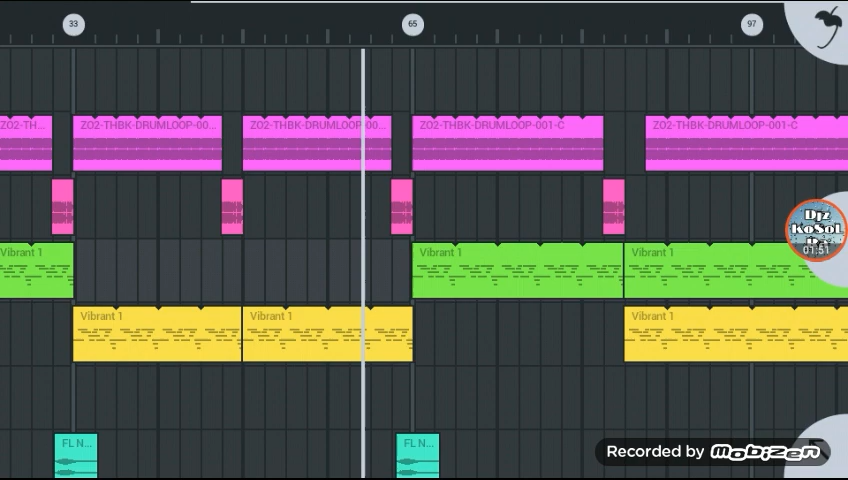 33 65 97
ZO2-TH... ZO2-THBK-DRUMLOOP-00... ZO2-THBK-DRUMLOOP-00... ZO2-THBK-DRUMLOOP-001-C ZO2-THBK-DRUMLOOP-001-C
Vibrant 1 Vibrant 1 Vibrant 1
Djz
KoSoL
01:51
Vibrant 1 Vibrant 1 Vibrant 1
FL N... FL N...
Recorded by Mobizen